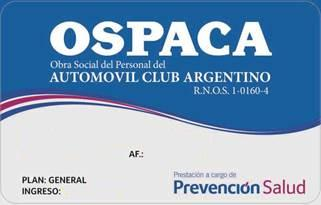 OSPACA
Obra Social del Personal del
AUTOMOVIL CLUB ARGENTINO
R.N.O.S. 1-0160-4
AF.:
PLAN: GENERAL
INGRESO:
Prestación a cargo de
Prevención Salud